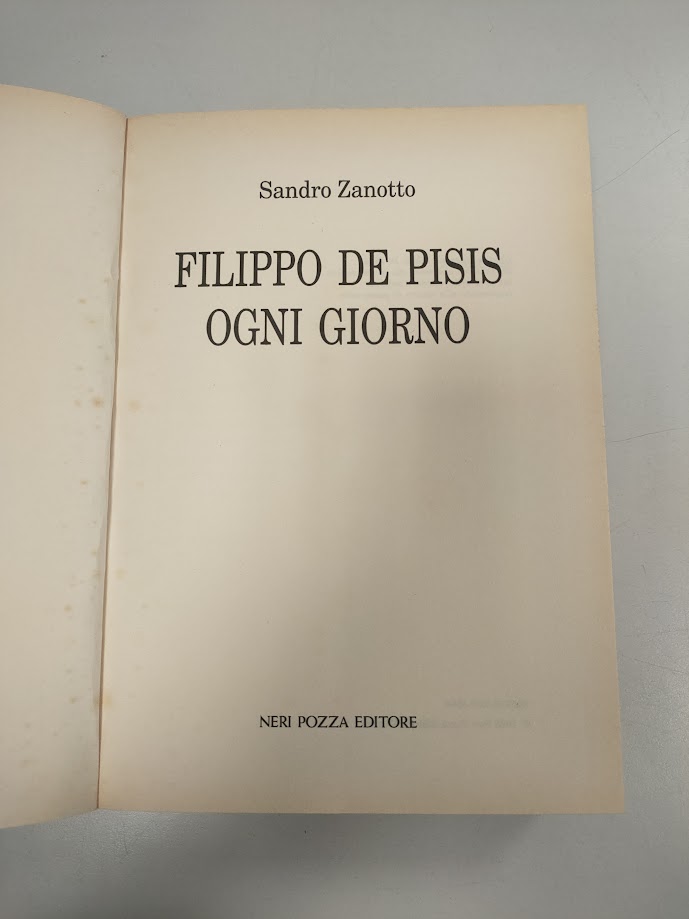 Sandro Zanotto
FILIPPO DE PISIS
OGNI GIORNO
NERI POZZA EDITORE